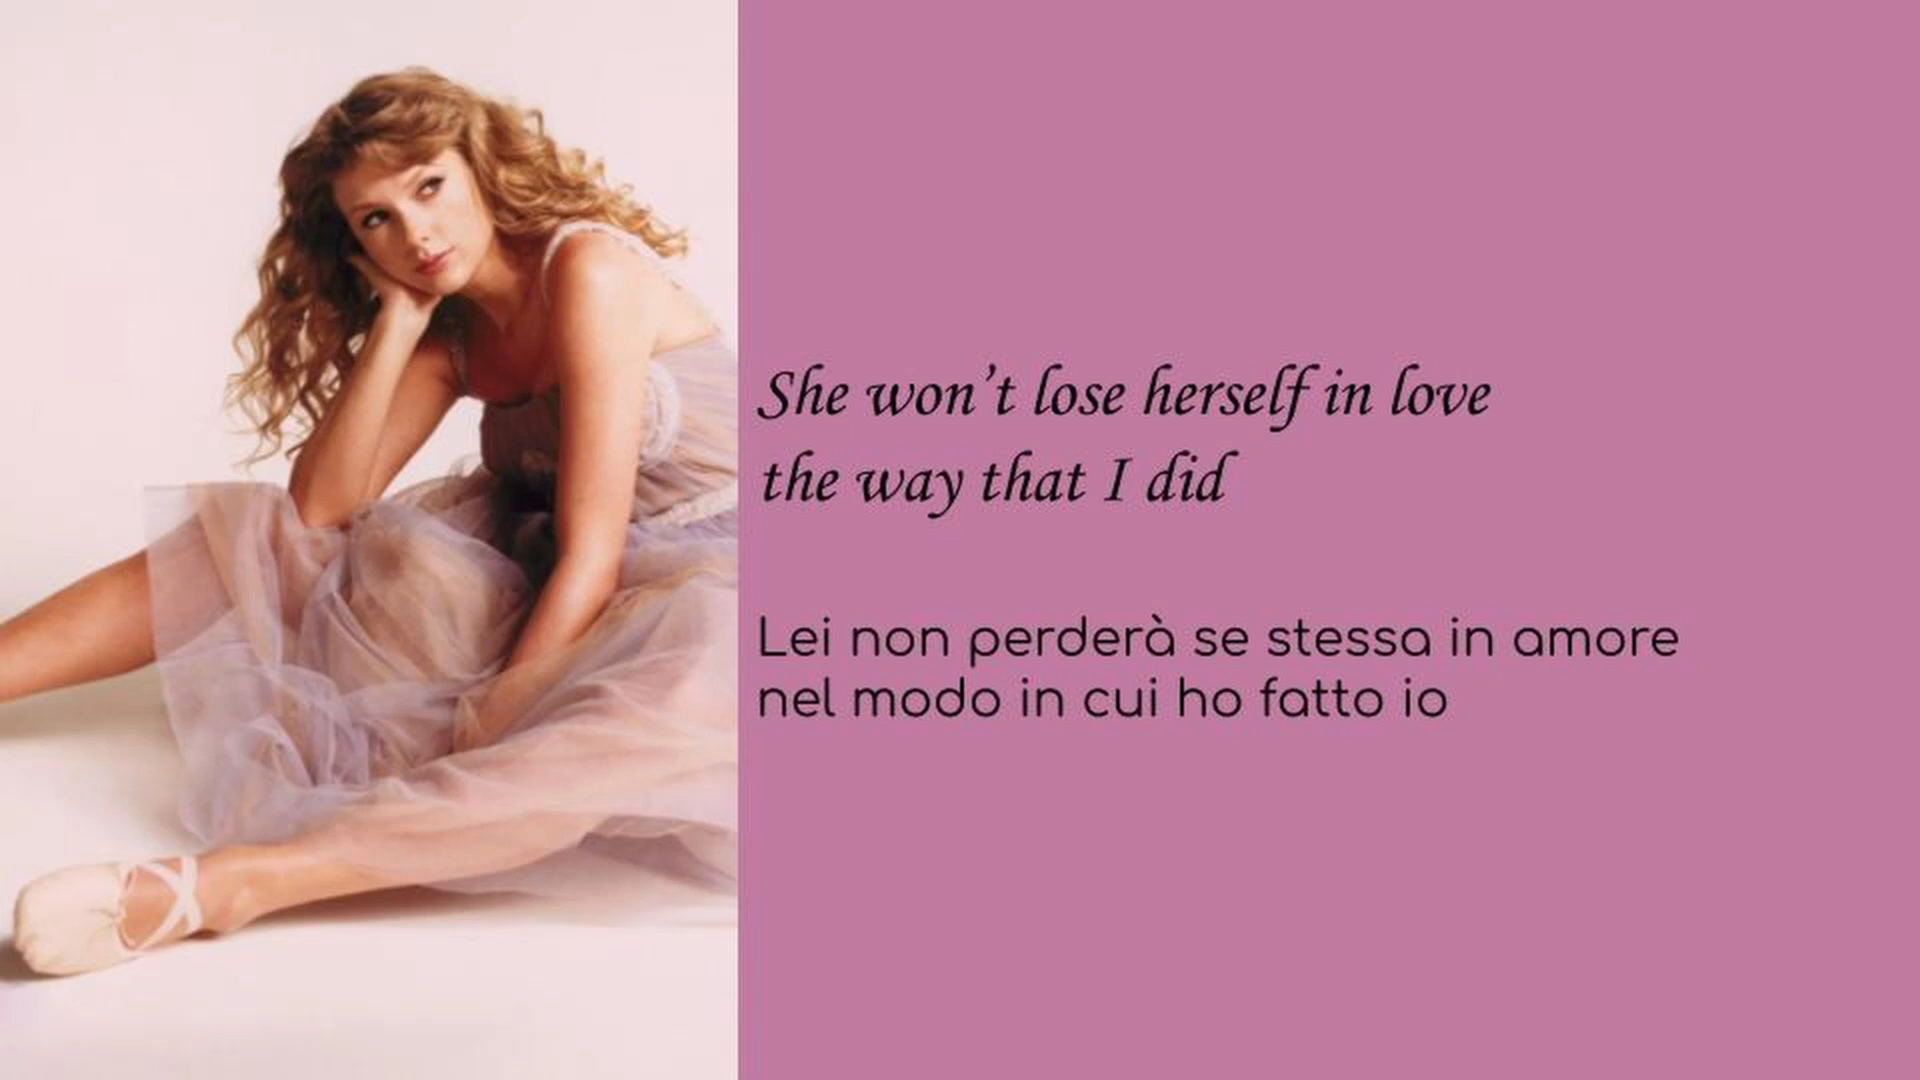 She won’t lose herself in love
the way that I did
Lei non perderà se stessa in amore
nel modo in cui ho fatto io